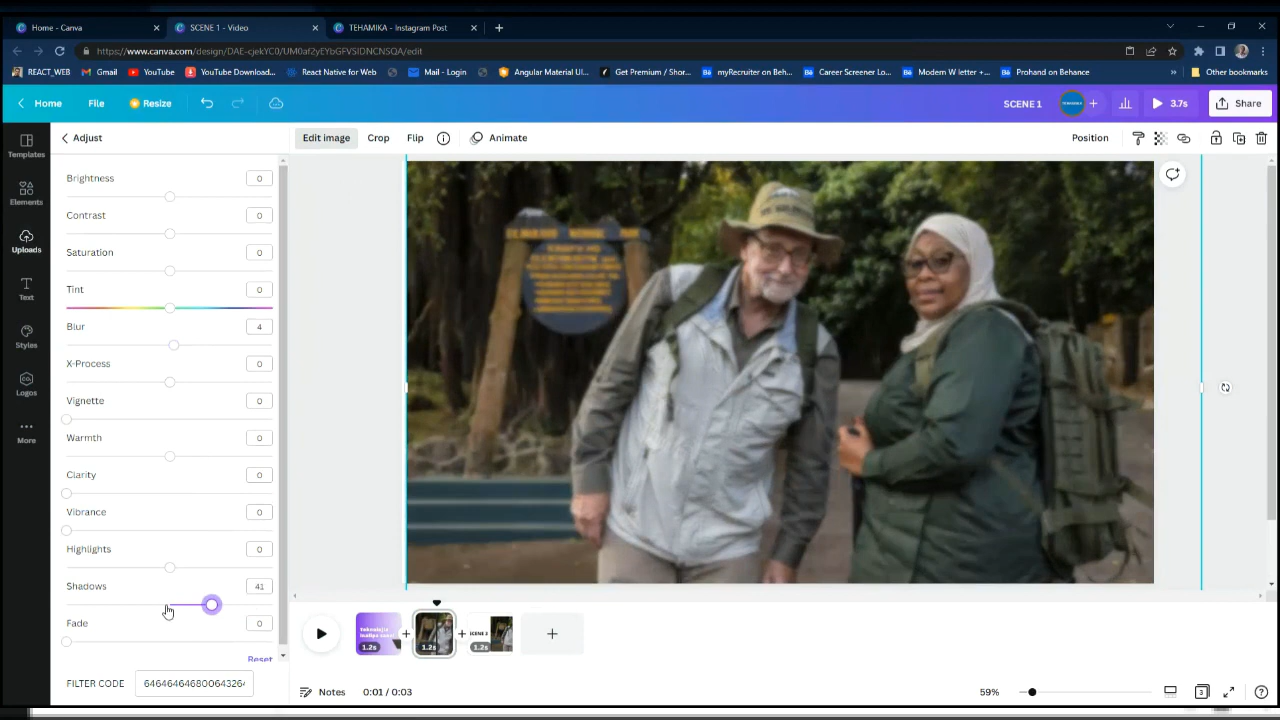 Home - Canva
SCENE 1 - Video
TEHAMIKA - Instagram Post
https://www.canva.com/design/DAE-cjekYC0/UM0af2yEYbGFVSIDNCNSQA/edit
REACT_WEB
Gmail
YouTube
YouTube Download...
React Native for Web
Mail - Login
Angular Material UI...
Get Premium / Shor...
myRecruiter on Beh...
Career Screener Lo...
Modern W letter +...
Prohand on Behance
Other bookmarks
Home
File
Resize
SCENE 1
3.7s
Share
Adjust
Edit image
Crop
Flip
Animate
Position
Templates
Elements
Uploads
Text
Styles
Logos
More
Brightness 0
Contrast 0
Saturation 0
Tint 0
Blur 4
X-Process 0
Vignette 0
Warmth 0
Clarity 0
Vibrance 0
Highlights 0
Shadows 41
Fade 0
Reset
FILTER CODE
1.2s
1.2s
SCENE 2
1.2s
Notes
0:01 / 0:03
59%
3